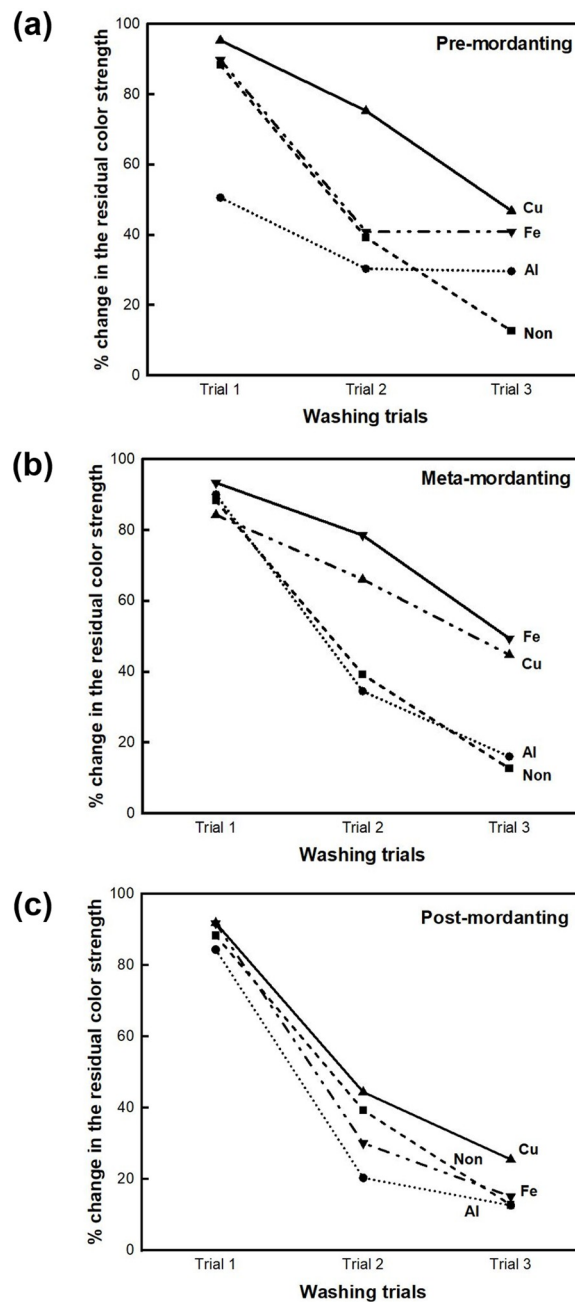 (a)
Pre-mordanting
% change in the residual color strength
100
80
60
40
20
0
Cu
Fe
Al
Non
Trial 1 Trial 2 Trial 3
Washing trials
(b)
Meta-mordanting
% change in the residual color strength
100
80
60
40
20
0
Fe
Cu
Al
Non
Trial 1 Trial 2 Trial 3
Washing trials
(c)
Post-mordanting
% change in the residual color strength
100
80
60
40
20
0
Cu
Non
Fe
Al
Trial 1 Trial 2 Trial 3
Washing trials